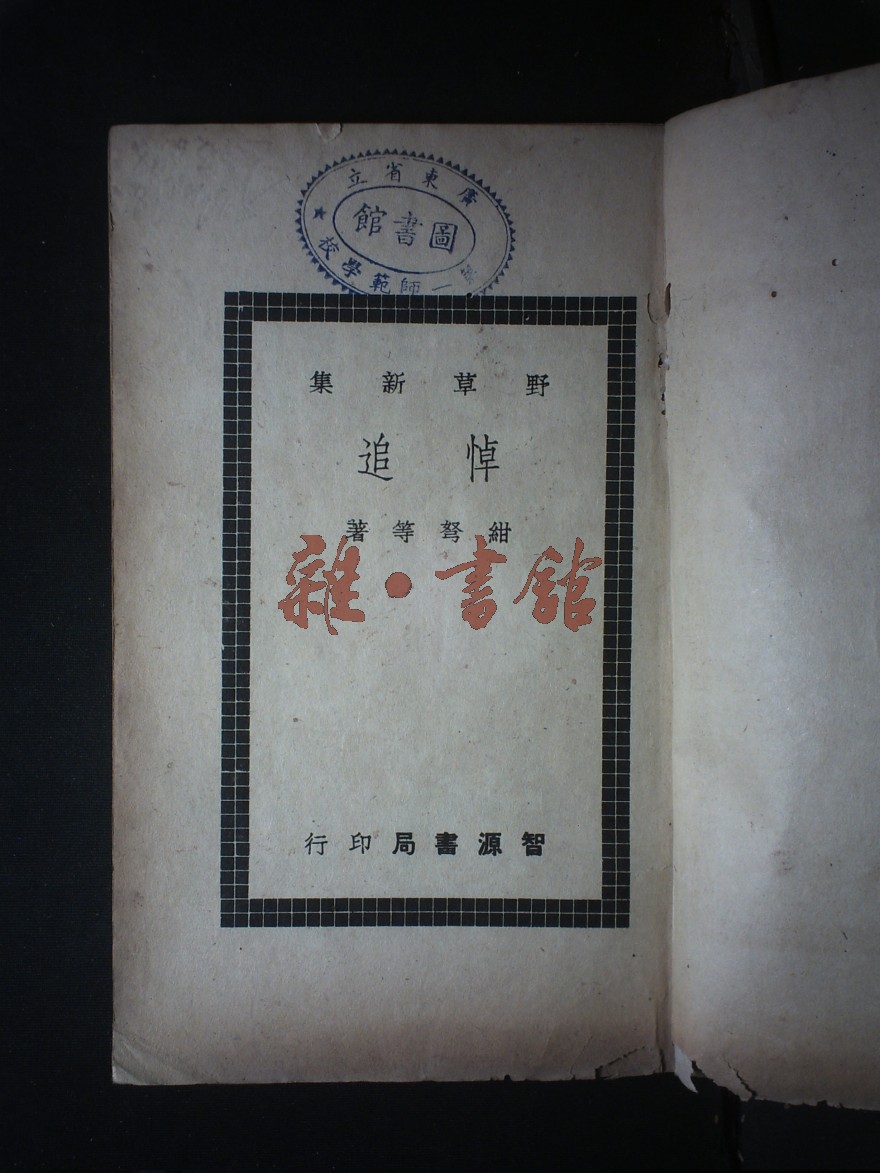 廣東省立
一師範學校
圖書館
野草新集
悼追
紺弩等著
雜·書館
智源書局印行